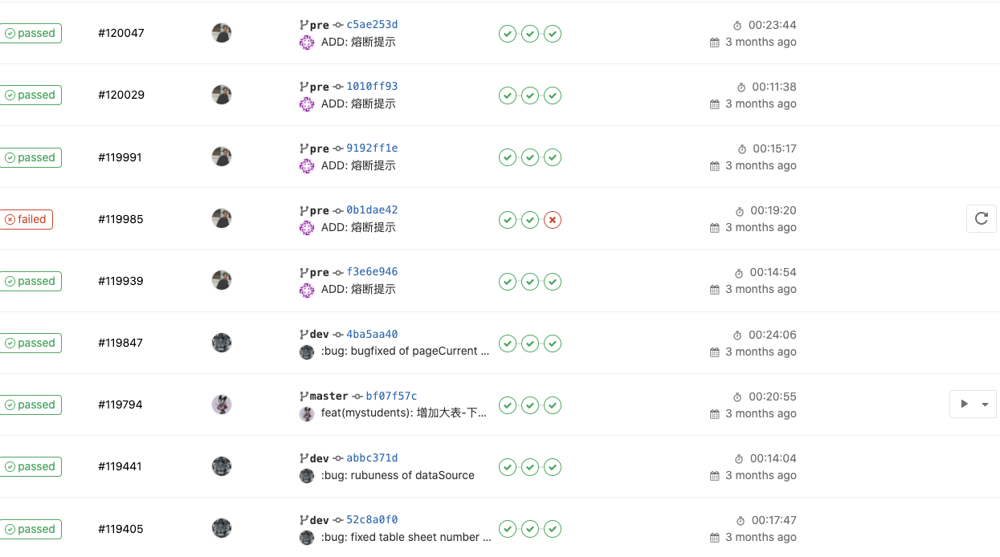 passed #120047 pre c5ae253d 00:23:44
ADD: 熔断提示 3 months ago
passed #120029 pre 1010ff93 00:11:38
ADD: 熔断提示 3 months ago
passed #119991 pre 9192ff1e 00:15:17
ADD: 熔断提示 3 months ago
failed #119985 pre 0b1dae42 00:19:20
ADD: 熔断提示 3 months ago
passed #119939 pre f3e6e946 00:14:54
ADD: 熔断提示 3 months ago
passed #119847 dev 4ba5aa40 00:24:06
:bug: bugfixed of pageCurrent ... 3 months ago
passed #119794 master bf07f57c 00:20:55
feat(mystudents): 增加大表-下... 3 months ago
passed #119441 dev abbc371d 00:14:04
:bug: rubuness of dataSource 3 months ago
passed #119405 dev 52c8a0f0 00:17:47
:bug: fixed table sheet number ... 3 months ago